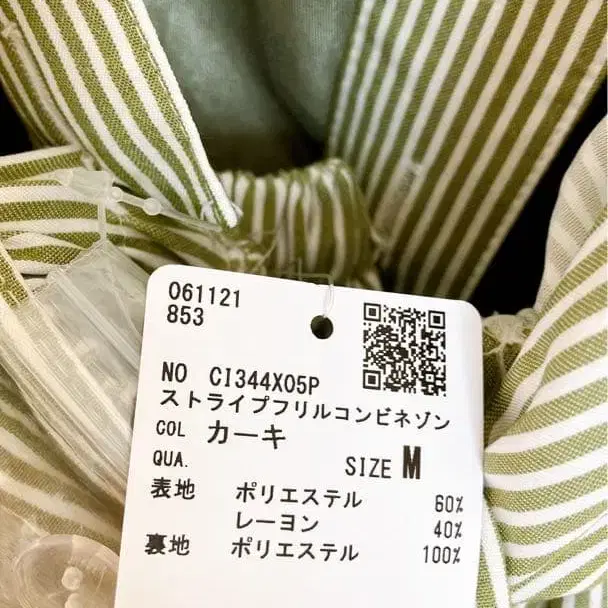 061121
853
NO CI344X05P
ストライプフリルコンビネゾン
COL カーキ
QUA. SIZE M
表地 ポリエステル 60%
レーヨン 40%
裏地 ポリエステル 100%